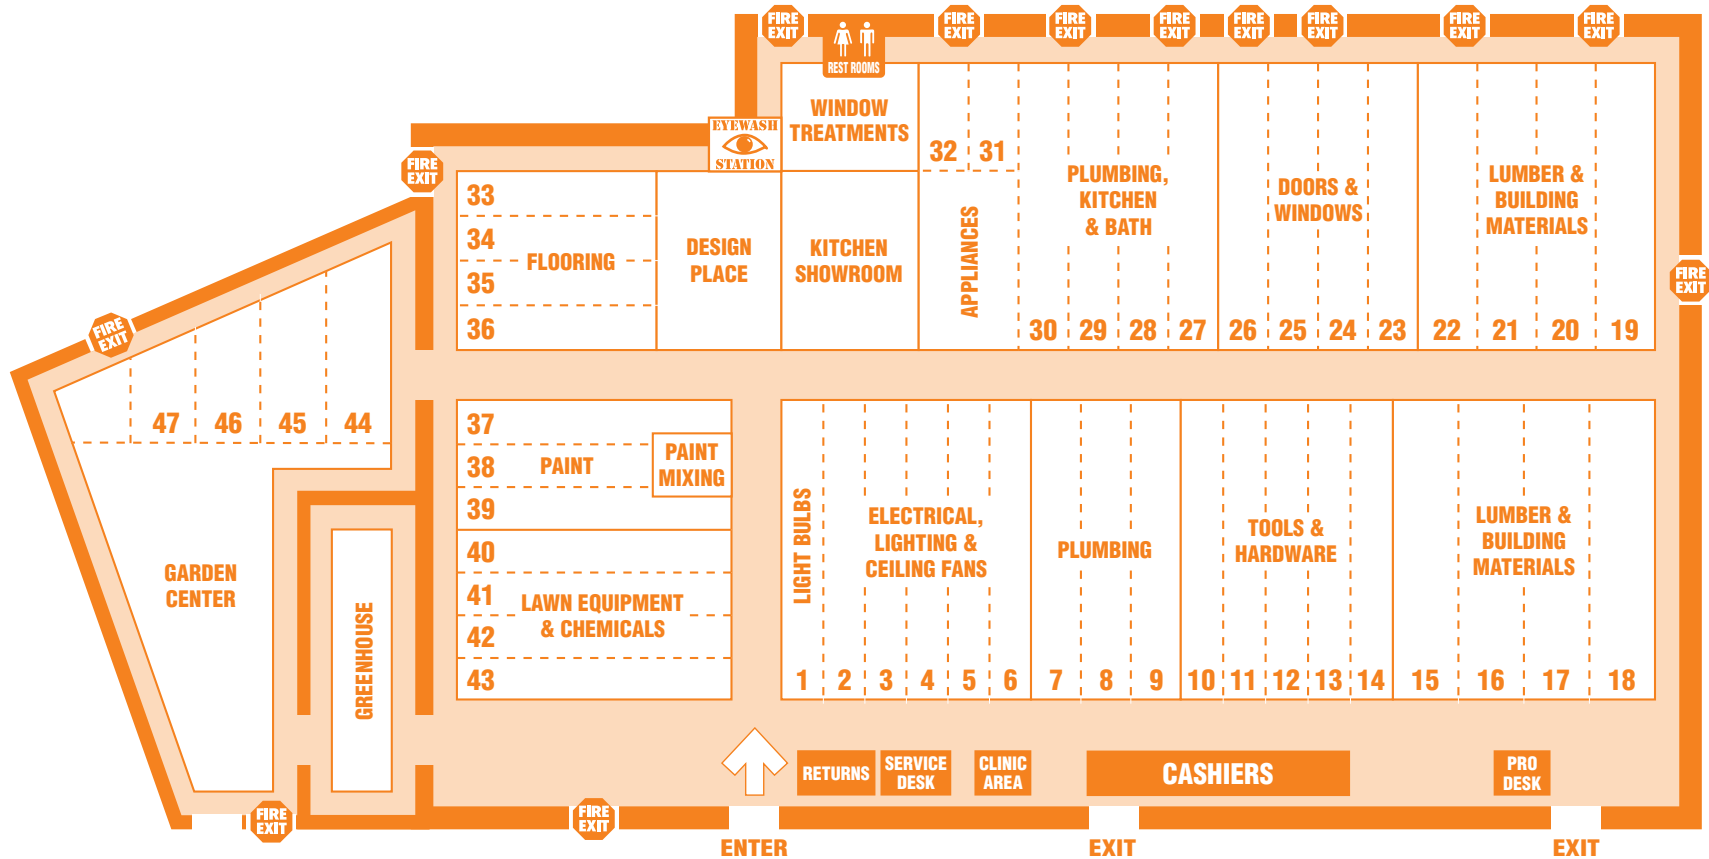 FIRE
EXIT
FIRE
EXIT
FIRE
EXIT
FIRE
EXIT
FIRE
EXIT
FIRE
EXIT
FIRE
EXIT
FIRE
EXIT
REST ROOMS
WINDOW
TREATMENTS
EYEWASH
STATION
FIRE
EXIT
32 31
33
34
35
36
FLOORING
DESIGN
PLACE
KITCHEN
SHOWROOM
APPLIANCES
PLUMBING,
KITCHEN
& BATH
DOORS &
WINDOWS
LUMBER &
BUILDING
MATERIALS
30 29 28 27 26 25 24 23 22 21 20 19
FIRE
EXIT
FIRE
EXIT
47 46 45 44
GARDEN
CENTER
GREENHOUSE
37
38
39
PAINT
PAINT
MIXING
40
41
42
43
LAWN EQUIPMENT
& CHEMICALS
LIGHT BULBS
ELECTRICAL,
LIGHTING &
CEILING FANS
PLUMBING
TOOLS &
HARDWARE
LUMBER &
BUILDING
MATERIALS
1 2 3 4 5 6 7 8 9 10 11 12 13 14 15 16 17 18
RETURNS
SERVICE
DESK
CLINIC
AREA
CASHIERS
PRO
DESK
FIRE
EXIT
FIRE
EXIT
ENTER
EXIT
EXIT